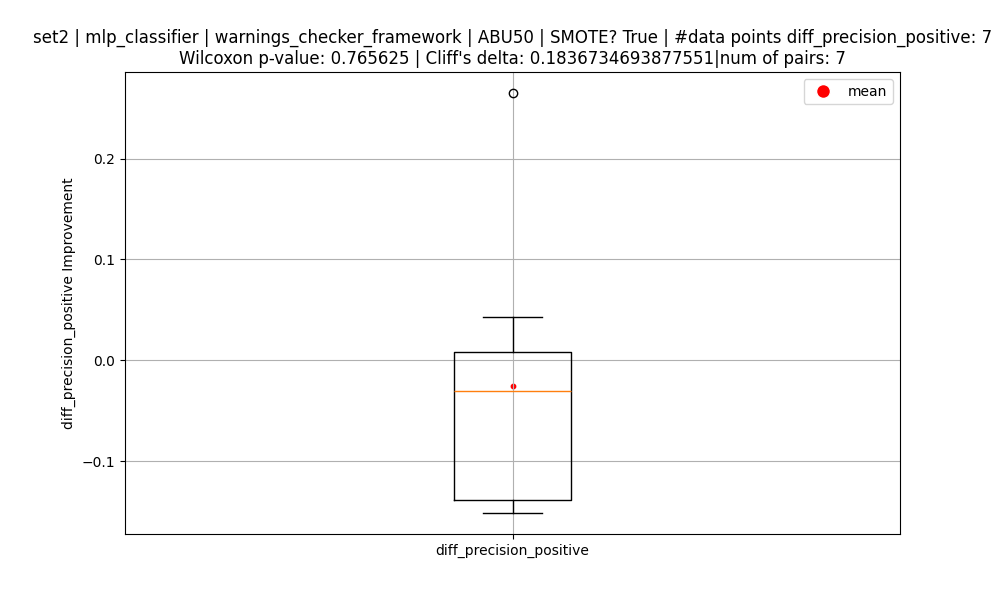 set2 | mlp_classifier | warnings_checker_framework | ABU50 | SMOTE? True | #data points diff_precision_positive: 7
Wilcoxon p-value: 0.765625 | Cliff's delta: 0.1836734693877551|num of pairs: 7
mean
0.2
0.1
0.0
−0.1
diff_precision_positive Improvement
diff_precision_positive